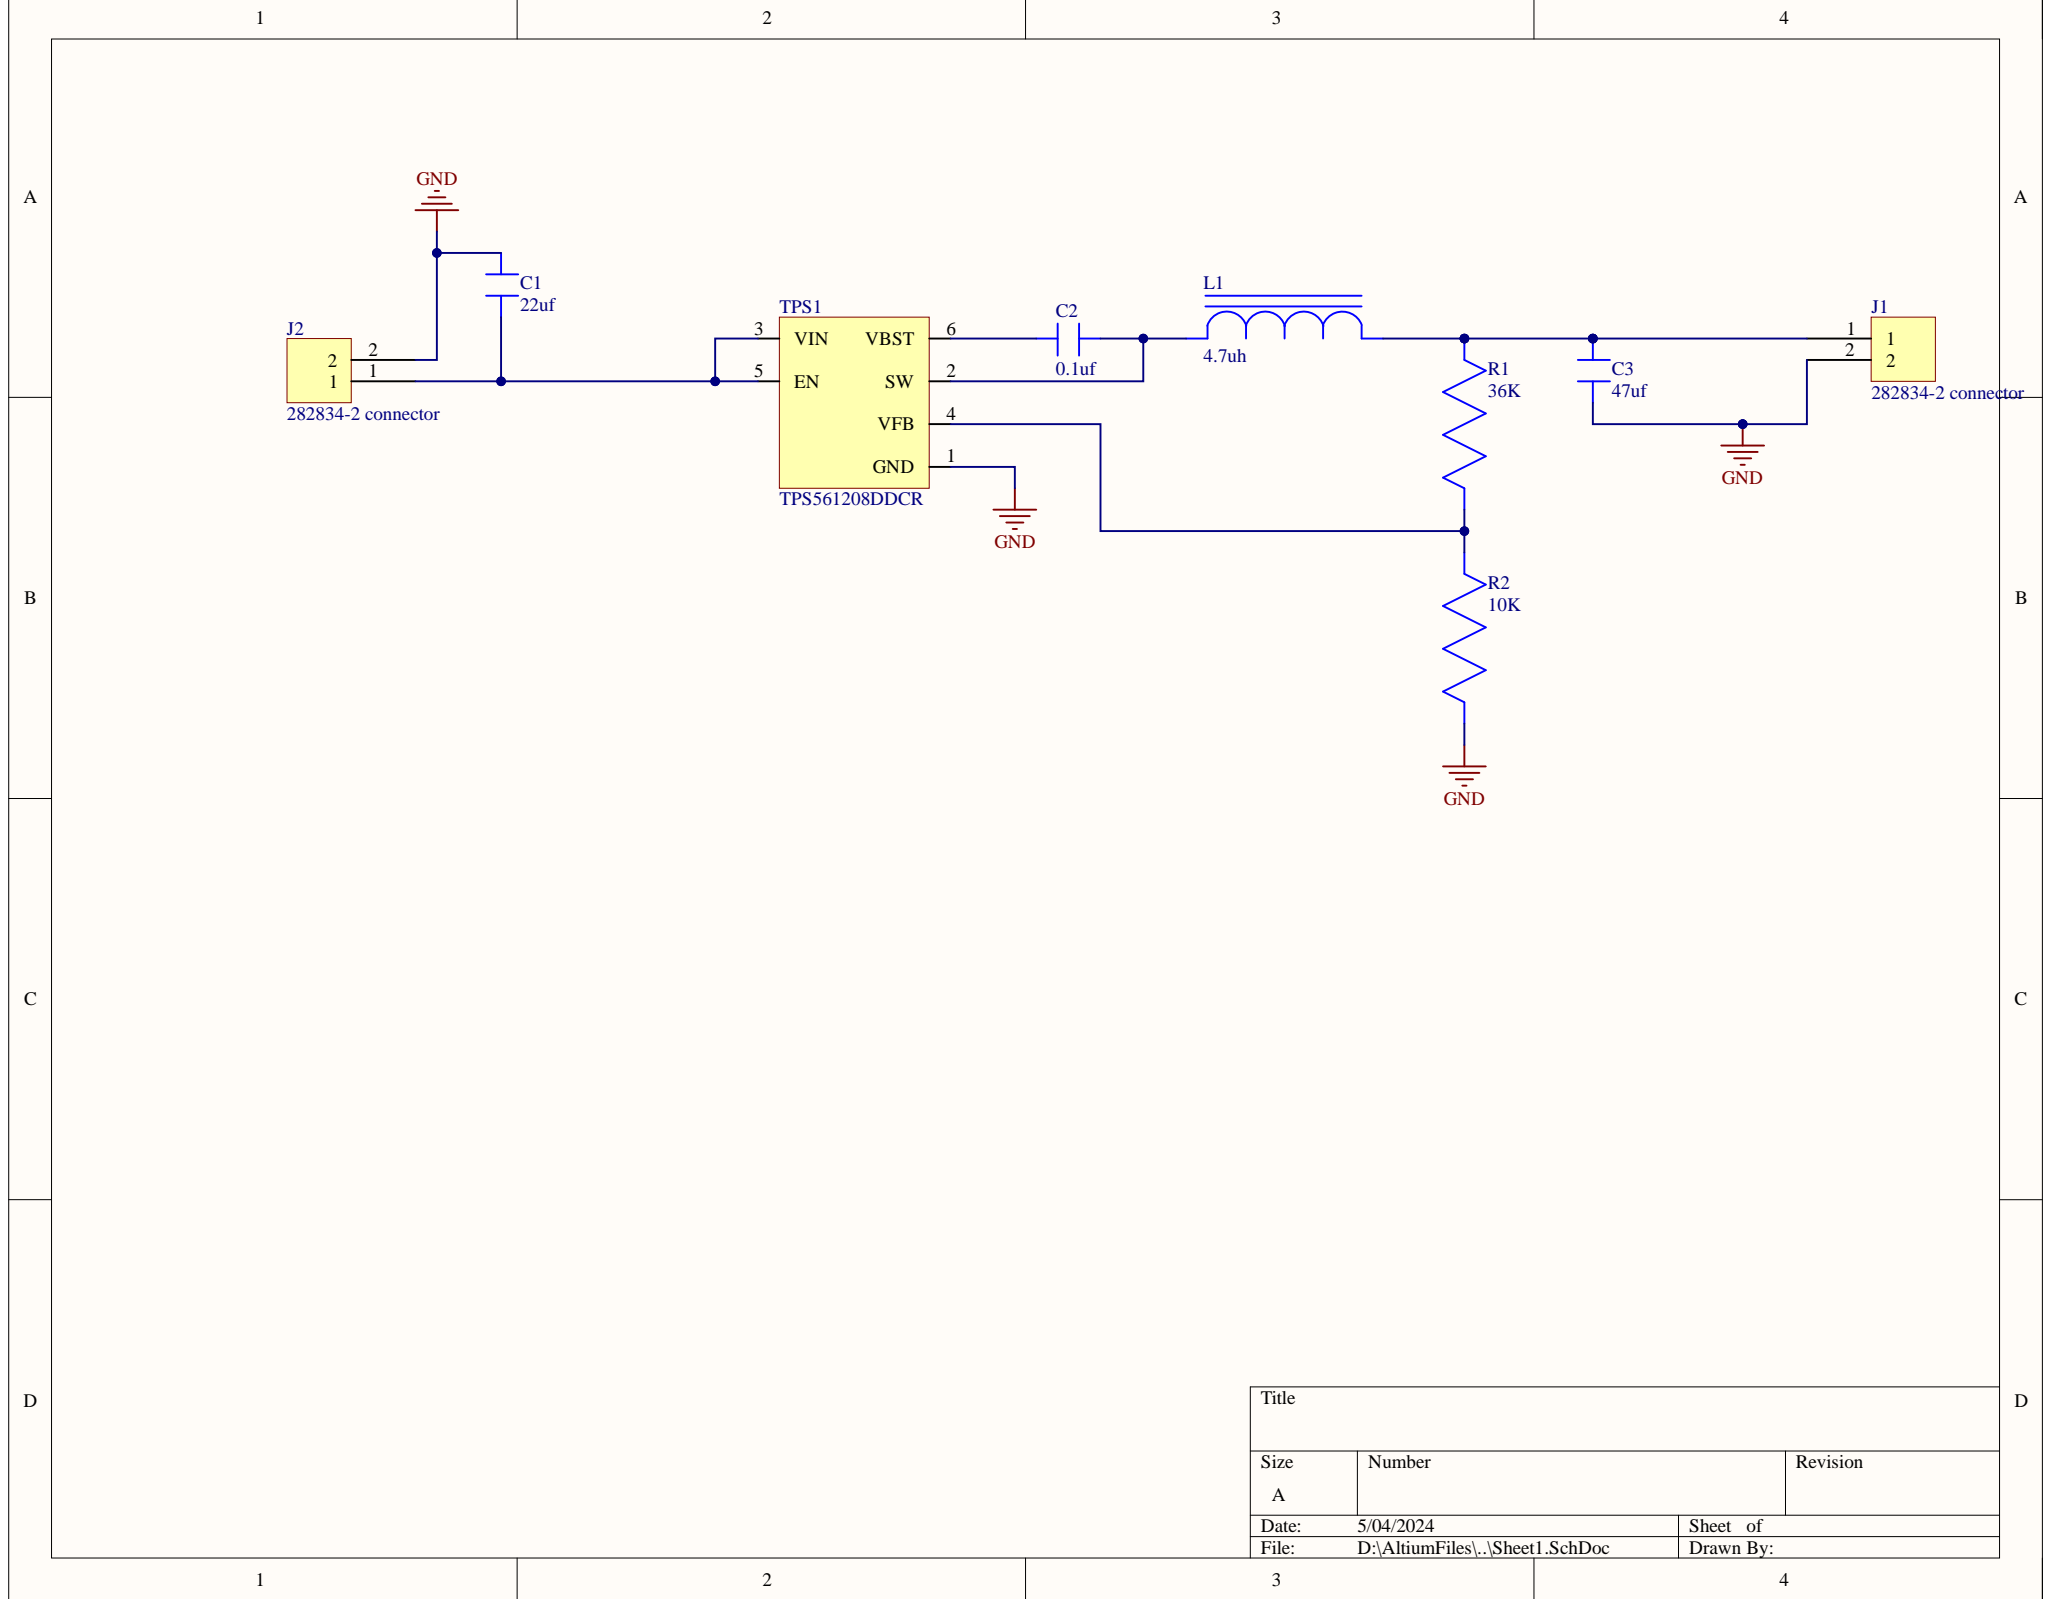 1 2 3 4
A A
GND
C1
22uf
J2
2 2
1 1
282834-2 connector
TPS1
3 VIN VBST 6
5 EN SW 2
VFB 4
GND 1
TPS561208DDCR
GND
C2
0.1uf
L1
4.7uh
R1
36K
C3
47uf
J1
1 1
2 2
282834-2 connector
GND
B B
R2
10K
GND
C C
D D
Title
Size Number Revision
A
Date: 5/04/2024 Sheet of
File: D:\AltiumFiles\..\Sheet1.SchDoc Drawn By:
1 2 3 4